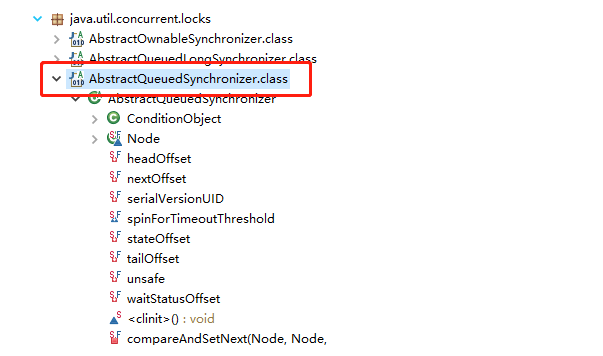 java.util.concurrent.locks
AbstractOwnableSynchronizer.class
AbstractQueuedLongSynchronizer.class
AbstractQueuedSynchronizer.class
AbstractQueuedSynchronizer
ConditionObject
Node
headOffset
nextOffset
serialVersionUID
spinForTimeoutThreshold
stateOffset
tailOffset
unsafe
waitStatusOffset
<clinit>() : void
compareAndSetNext(Node, Node,